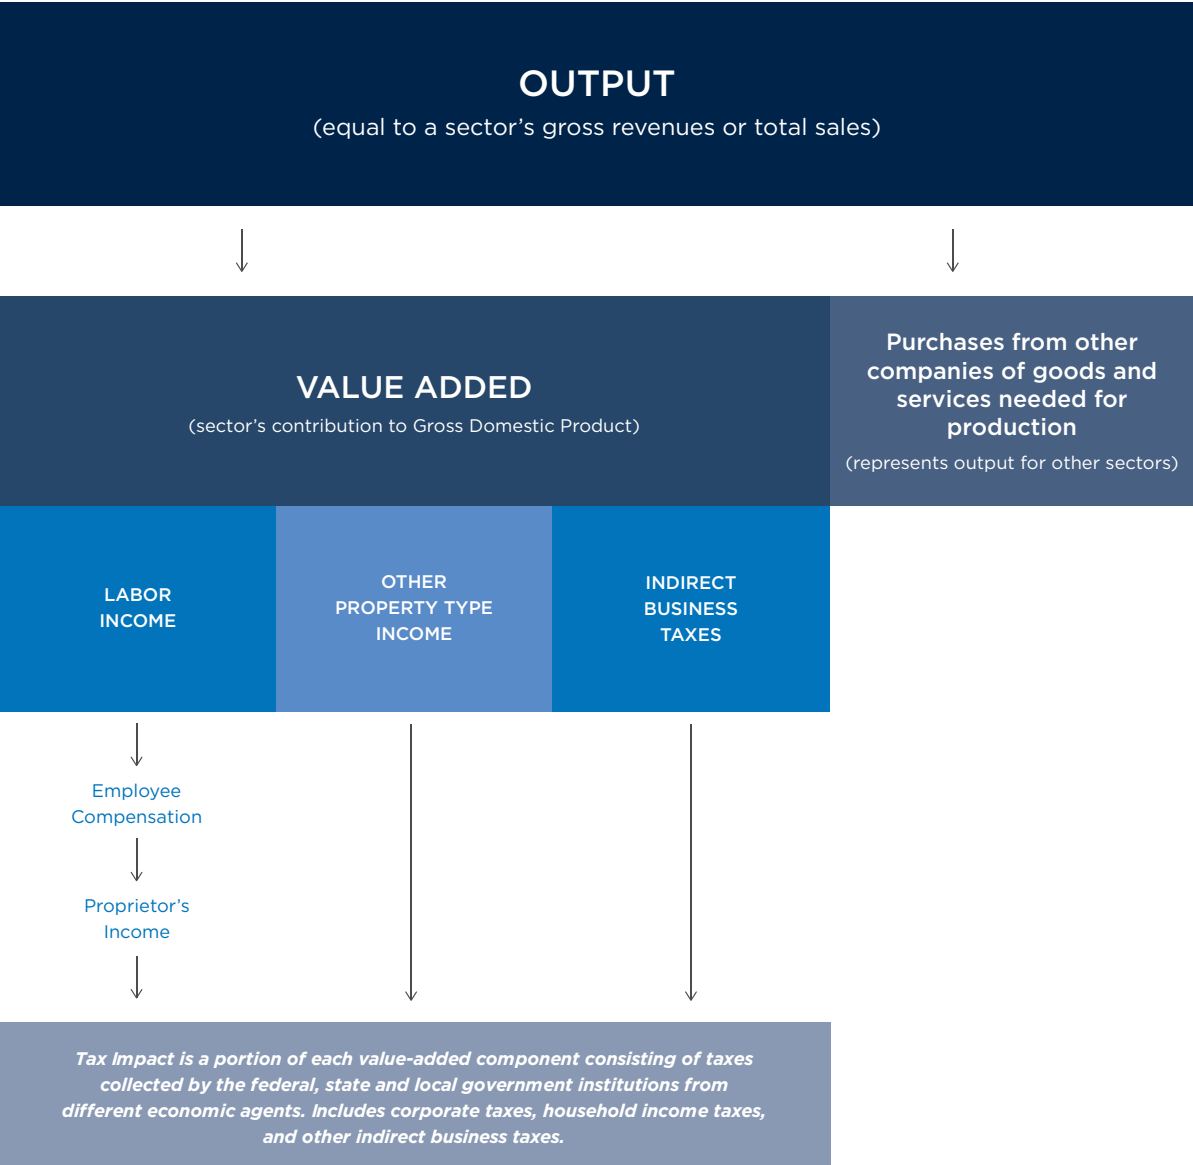 OUTPUT
(equal to a sector’s gross revenues or total sales)
VALUE ADDED
(sector’s contribution to Gross Domestic Product)
Purchases from other
companies of goods and
services needed for
production
(represents output for other sectors)
LABOR
INCOME
OTHER
PROPERTY TYPE
INCOME
INDIRECT
BUSINESS
TAXES
Employee
Compensation
Proprietor’s
Income
Tax Impact is a portion of each value-added component consisting of taxes
collected by the federal, state and local government institutions from
different economic agents. Includes corporate taxes, household income taxes,
and other indirect business taxes.